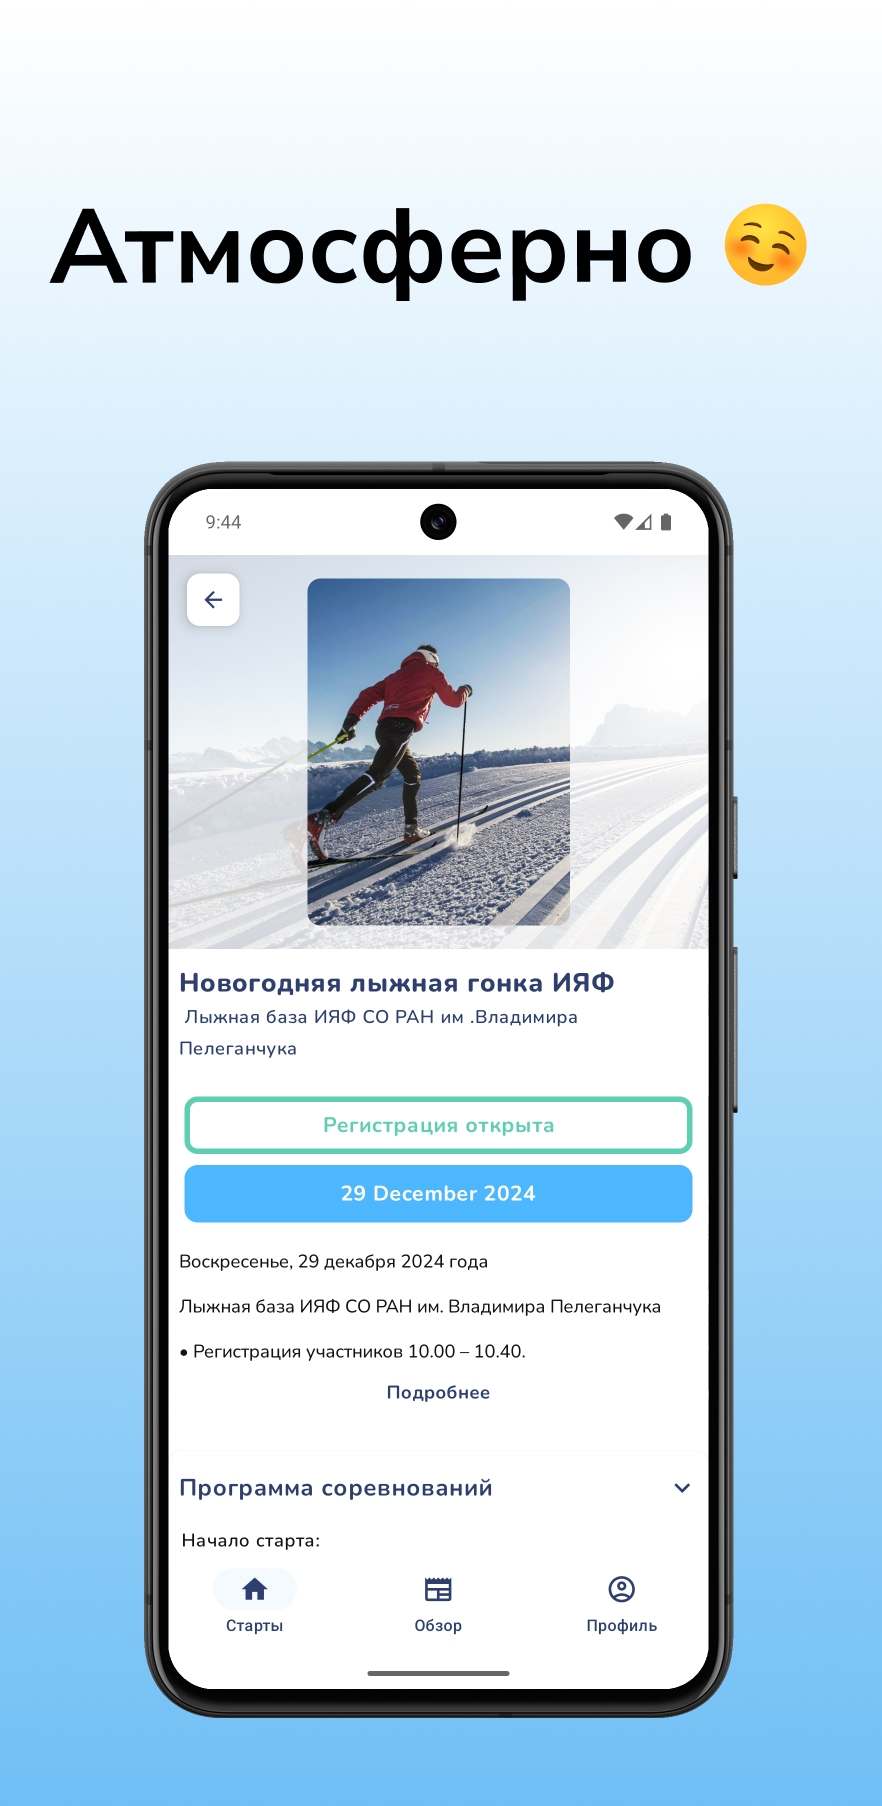 Атмосферно ☺️
9:44
Новогодняя лыжная гонка ИЯФ
Лыжная база ИЯФ СО РАН им .Владимира
Пелеганчука
Регистрация открыта
29 December 2024
Воскресенье, 29 декабря 2024 года
Лыжная база ИЯФ СО РАН им. Владимира Пелеганчука
• Регистрация участников 10.00 – 10.40.
Подробнее
Программа соревнований
Начало старта:
Старты
Обзор
Профиль